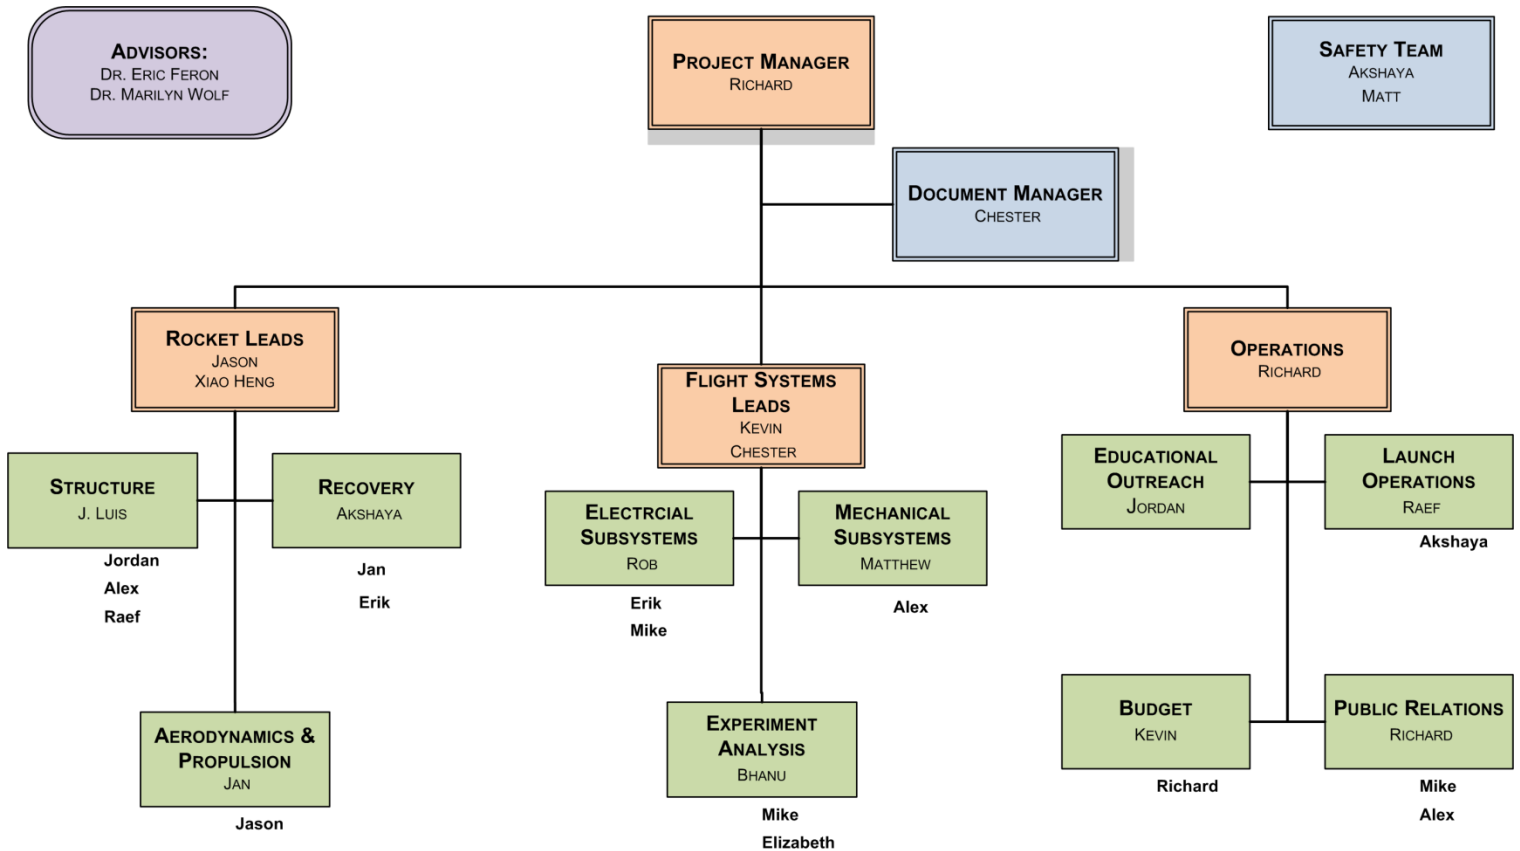 ADVISORS:
DR. ERIC FERON
DR. MARILYN WOLF
PROJECT MANAGER
RICHARD
SAFETY TEAM
AKSHAYA
MATT
DOCUMENT MANAGER
CHESTER
ROCKET LEADS
JASON
XIAO HENG
FLIGHT SYSTEMS
LEADS
KEVIN
CHESTER
OPERATIONS
RICHARD
STRUCTURE
J. LUIS
Jordan
Alex
Raef
RECOVERY
AKSHAYA
Jan
Erik
AERODYNAMICS &
PROPULSION
JAN
Jason
ELECTRCIAL
SUBSYSTEMS
ROB
Erik
Mike
MECHANICAL
SUBSYSTEMS
MATTHEW
Alex
EXPERIMENT
ANALYSIS
BHANU
Mike
Elizabeth
EDUCATIONAL
OUTREACH
JORDAN
LAUNCH
OPERATIONS
RAEF
Akshaya
BUDGET
KEVIN
Richard
PUBLIC RELATIONS
RICHARD
Mike
Alex